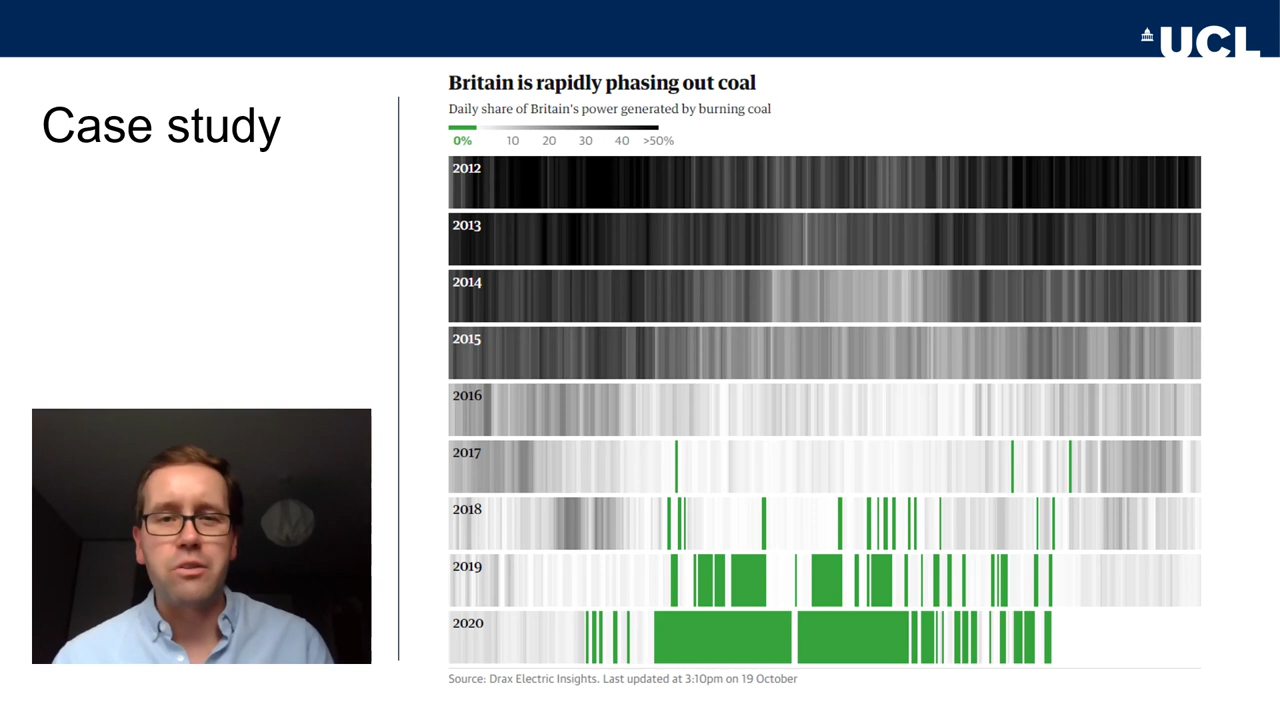 UCL
Case study
Britain is rapidly phasing out coal
Daily share of Britain's power generated by burning coal
0% 10 20 30 40 >50%
2012
2013
2014
2015
2016
2017
2018
2019
2020
Source: Drax Electric Insights. Last updated at 3:10pm on 19 October